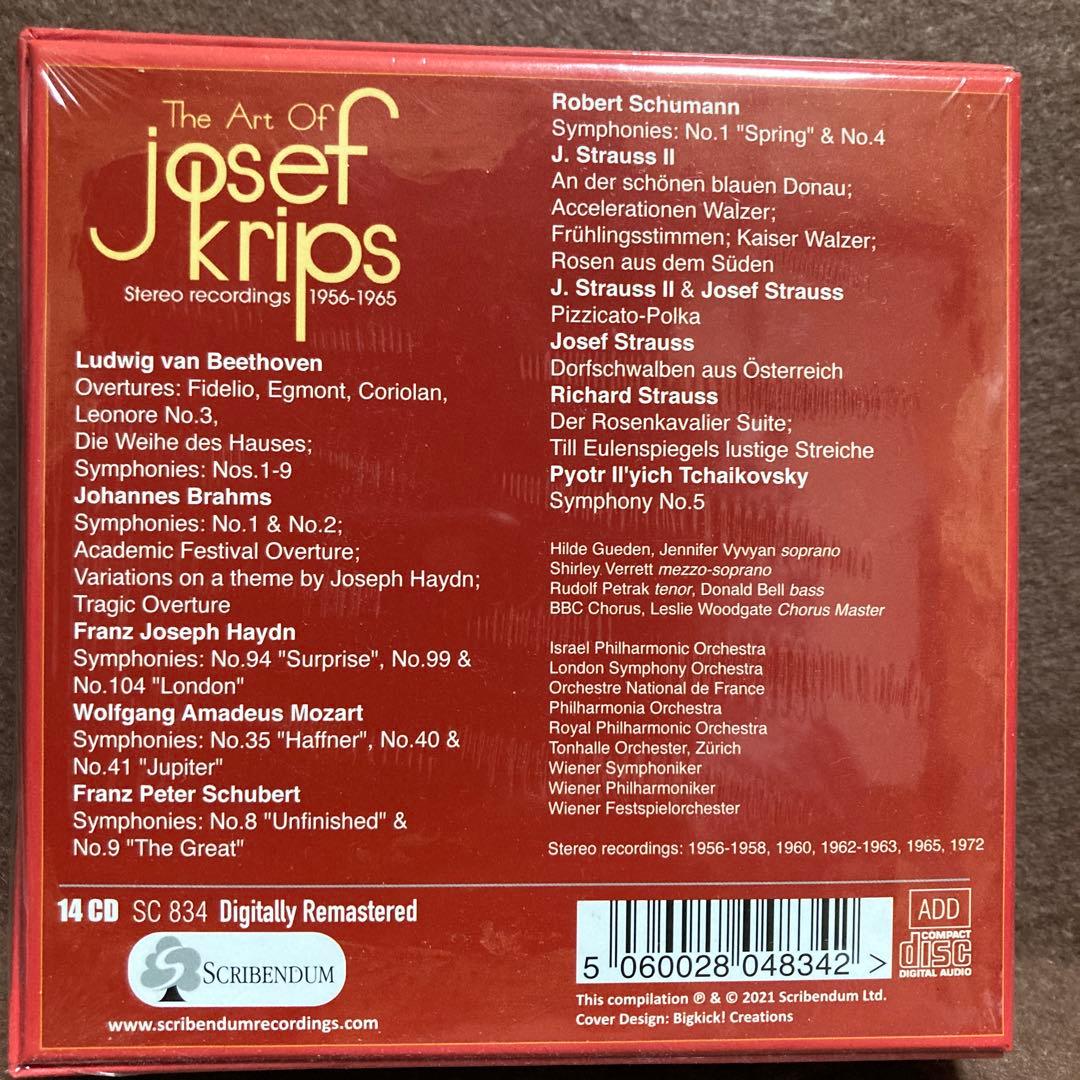 The Art Of
josef
krips
Stereo recordings 1956-1965
Ludwig van Beethoven
Overtures: Fidelio, Egmont, Coriolan,
Leonore No.3,
Die Weihe des Hauses;
Symphonies: Nos.1-9
Johannes Brahms
Symphonies: No.1 & No.2;
Academic Festival Overture;
Variations on a theme by Joseph Haydn;
Tragic Overture
Franz Joseph Haydn
Symphonies: No.94 "Surprise", No.99 &
No.104 "London"
Wolfgang Amadeus Mozart
Symphonies: No.35 "Haffner", No.40 &
No.41 "Jupiter"
Franz Peter Schubert
Symphonies: No.8 "Unfinished" &
No.9 "The Great"
Robert Schumann
Symphonies: No.1 "Spring" & No.4
J. Strauss II
An der schönen blauen Donau;
Accelerationen Walzer;
Frühlingsstimmen; Kaiser Walzer;
Rosen aus dem Süden
J. Strauss II & Josef Strauss
Pizzicato-Polka
Josef Strauss
Dorfschwalben aus Österreich
Richard Strauss
Der Rosenkavalier Suite;
Till Eulenspiegels lustige Streiche
Pyotr Il'yich Tchaikovsky
Symphony No.5
Hilde Gueden, Jennifer Vyvyan soprano
Shirley Verrett mezzo-soprano
Rudolf Petrak tenor, Donald Bell bass
BBC Chorus, Leslie Woodgate Chorus Master
Israel Philharmonic Orchestra
London Symphony Orchestra
Orchestre National de France
Philharmonia Orchestra
Royal Philharmonic Orchestra
Tonhalle Orchester, Zürich
Wiener Symphoniker
Wiener Philharmoniker
Wiener Festspielorchester
Stereo recordings: 1956-1958, 1960, 1962-1963, 1965, 1972
14 CD SC 834 Digitally Remastered
SCRIBENDUM
www.scribendumrecordings.com
5 060028 048342 >
ADD
COMPACT
disc
DIGITAL AUDIO
This compilation ℗ & © 2021 Scribendum Ltd.
Cover Design: Bigkick! Creations